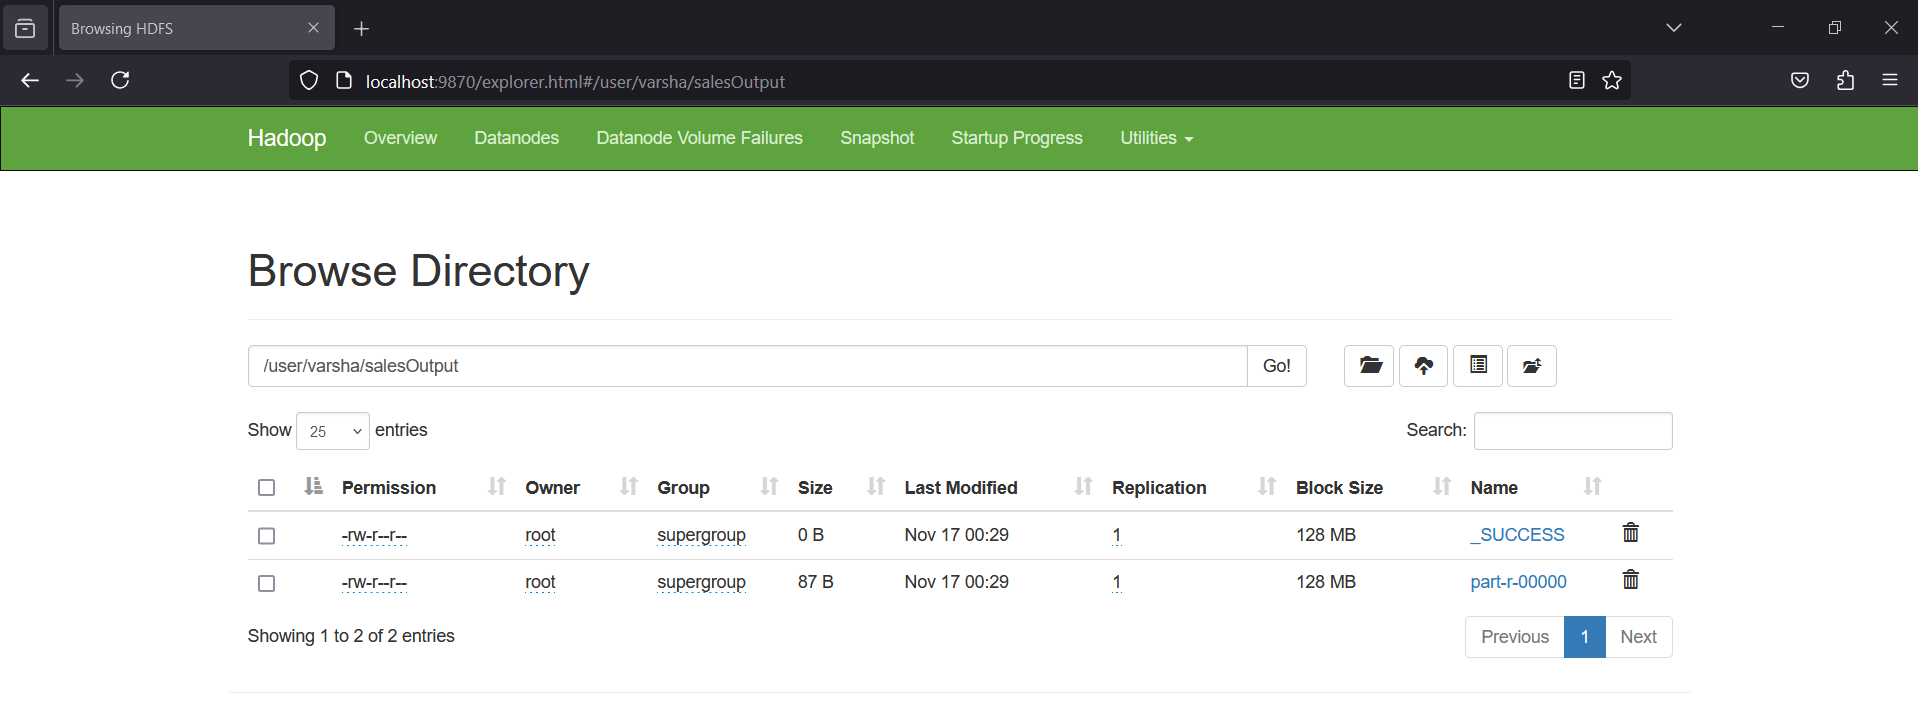 Browsing HDFS
localhost:9870/explorer.html#/user/varsha/salesOutput
Hadoop Overview Datanodes Datanode Volume Failures Snapshot Startup Progress Utilities
Browse Directory
/user/varsha/salesOutput Go!
Show 25 entries Search:
Permission Owner Group Size Last Modified Replication Block Size Name
-rw-r--r-- root supergroup 0 B Nov 17 00:29 1 128 MB _SUCCESS
-rw-r--r-- root supergroup 87 B Nov 17 00:29 1 128 MB part-r-00000
Showing 1 to 2 of 2 entries Previous 1 Next